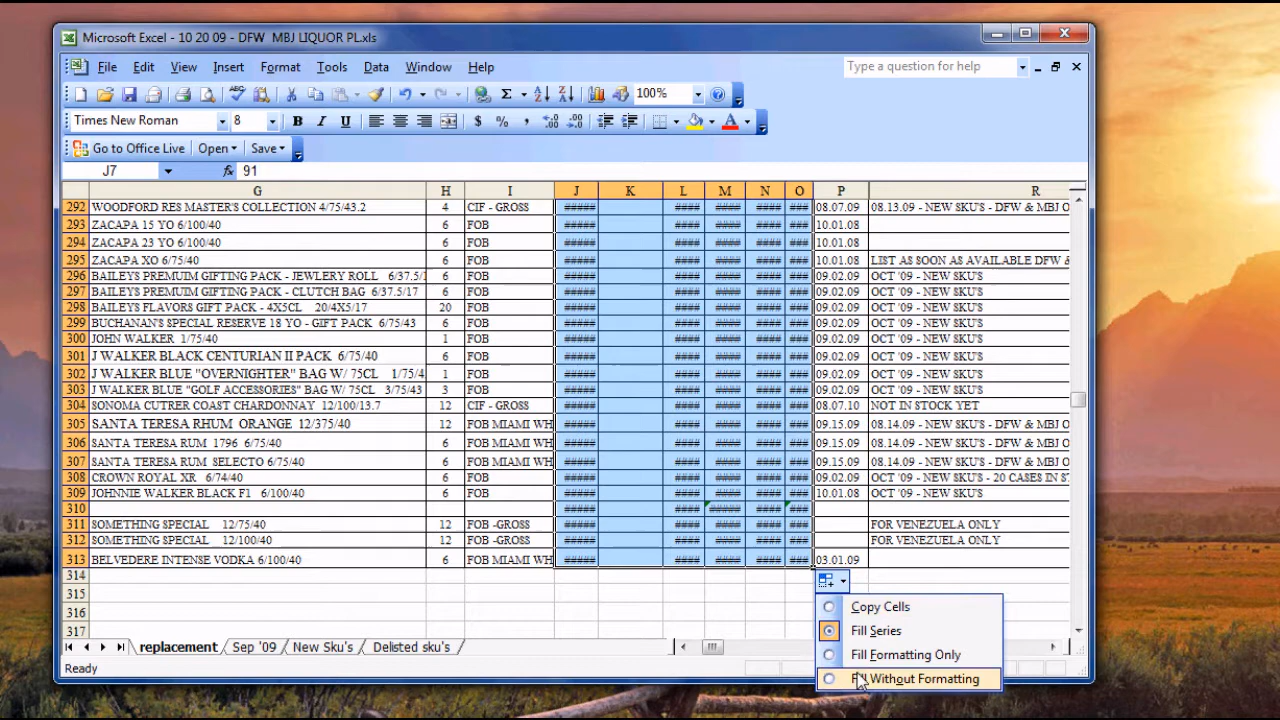 Microsoft Excel - 10 20 09 - DFW MBJ LIQUOR PL.xls
File Edit View Insert Format Tools Data Window Help Type a question for help
100%
Times New Roman 8 B I U $ % ,
Go to Office Live Open Save
J7 fx 91
G H I J K L M N O P R
292 WOODFORD RES MASTER'S COLLECTION 4/75/43.2 4 CIF - GROSS ##### #### #### #### ### 08.07.09 08.13.09 - NEW SKU'S - DFW & MBJ O
293 ZACAPA 15 YO 6/100/40 6 FOB ##### #### #### #### ### 10.01.08
294 ZACAPA 23 YO 6/100/40 6 FOB ##### #### #### #### ### 10.01.08
295 ZACAPA XO 6/75/40 6 FOB ##### #### #### #### ### 10.01.08 LIST AS SOON AS AVAILABLE DFW &
296 BAILEYS PREMUIM GIFTING PACK - JEWLERY ROLL 6/37.5/1 6 FOB ##### #### #### #### ### 09.02.09 OCT '09 - NEW SKU'S
297 BAILEYS PREMUIM GIFTING PACK - CLUTCH BAG 6/37.5/17 6 FOB ##### #### #### #### ### 09.02.09 OCT '09 - NEW SKU'S
298 BAILEYS FLAVORS GIFT PACK - 4X5CL 20/4X5/17 20 FOB ##### #### #### #### ### 09.02.09 OCT '09 - NEW SKU'S
299 BUCHANAN'S SPECIAL RESERVE 18 YO - GIFT PACK 6/75/43 6 FOB ##### #### #### #### ### 09.02.09 OCT '09 - NEW SKU'S
300 JOHN WALKER 1/75/40 1 FOB ##### #### #### #### ### 09.02.09 OCT '09 - NEW SKU'S
301 J WALKER BLACK CENTURIAN II PACK 6/75/40 6 FOB ##### #### #### #### ### 09.02.09 OCT '09 - NEW SKU'S
302 J WALKER BLUE "OVERNIGHTER" BAG W/ 75CL 1/75/4 1 FOB ##### #### #### #### ### 09.02.09 OCT '09 - NEW SKU'S
303 J WALKER BLUE "GOLF ACCESSORIES" BAG W/ 75CL 3/75/43 3 FOB ##### #### #### #### ### 09.02.09 OCT '09 - NEW SKU'S
304 SONOMA CUTRER COAST CHARDONNAY 12/100/13.7 12 CIF - GROSS ##### #### #### #### ### 08.07.10 NOT IN STOCK YET
305 SANTA TERESA RHUM ORANGE 12/375/40 12 FOB MIAMI WH ##### #### #### #### ### 09.15.09 08.14.09 - NEW SKU'S - DFW & MBJ O
306 SANTA TERESA RUM 1796 6/75/40 6 FOB MIAMI WH ##### #### #### #### ### 09.15.09 08.14.09 - NEW SKU'S - DFW & MBJ O
307 SANTA TERESA RUM SELECTO 6/75/40 6 FOB MIAMI WH ##### #### #### #### ### 09.15.09 08.14.09 - NEW SKU'S - DFW & MBJ O
308 CROWN ROYAL XR 6/74/40 6 FOB ##### #### #### #### ### 10.01.08 OCT '09 - NEW SKU'S - 20 CASES IN S
309 JOHNNIE WALKER BLACK F1 6/100/40 6 FOB ##### #### #### #### ### 10.01.08 OCT '09 - NEW SKU'S
310 ##### #### ##### #### ###
311 SOMETHING SPECIAL 12/75/40 12 FOB -GROSS ##### #### #### #### ### FOR VENEZUELA ONLY
312 SOMETHING SPECIAL 12/100/40 12 FOB -GROSS ##### #### #### #### ### FOR VENEZUELA ONLY
313 BELVEDERE INTENSE VODKA 6/100/40 6 FOB MIAMI WH ##### #### #### #### ### 03.01.09
314
315
316
317
Copy Cells
Fill Series
Fill Formatting Only
Fill Without Formatting
replacement Sep '09 New Sku's Delisted sku's
Ready